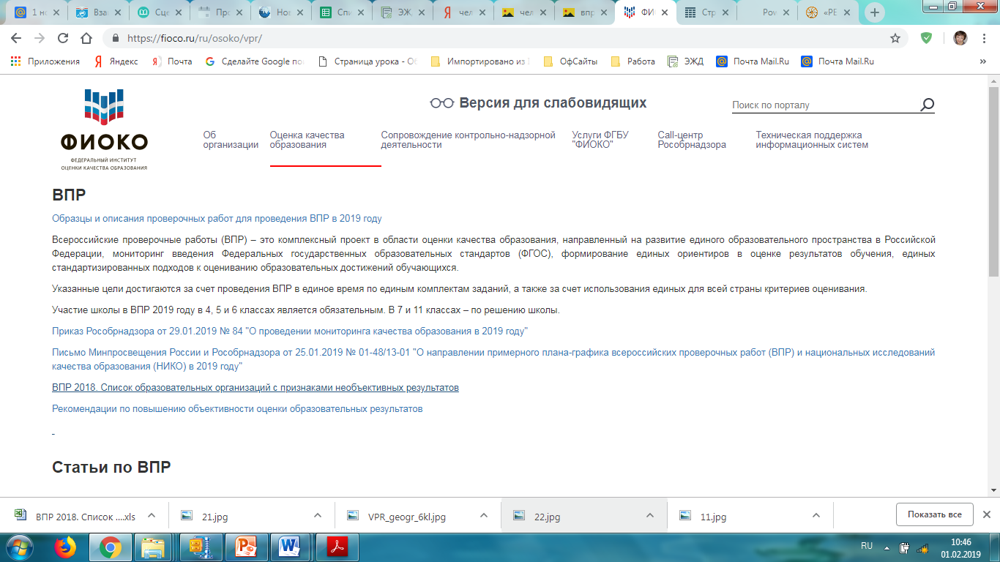 1 но
Вза
Сце
Про
Нов
Спи
ЭЖ
чел
чел
впр
ФИ
Стр
Pow
«РЕ
https://fioco.ru/ru/osoko/vpr/
Приложения
Яндекс
Почта
Сделайте Google по
Страница урока - Об
Импортировано из I
ОфСайты
Работа
ЭЖД
Почта Mail.Ru
Почта Mail.Ru
»
ФИОКО
ФЕДЕРАЛЬНЫЙ ИНСТИТУТ
ОЦЕНКИ КАЧЕСТВА ОБРАЗОВАНИЯ
Версия для слабовидящих
Поиск по порталу
Об
организации
Оценка качества
образования
Сопровождение контрольно-надзорной
деятельности
Услуги ФГБУ
"ФИОКО"
Call-центр
Рособрнадзора
Техническая поддержка
информационных систем
ВПР
Образцы и описания проверочных работ для проведения ВПР в 2019 году
Всероссийские проверочные работы (ВПР) – это комплексный проект в области оценки качества образования, направленный на развитие единого образовательного пространства в Российской
Федерации, мониторинг введения Федеральных государственных образовательных стандартов (ФГОС), формирование единых ориентиров в оценке результатов обучения, единых
стандартизированных подходов к оцениванию образовательных достижений обучающихся.
Указанные цели достигаются за счет проведения ВПР в единое время по единым комплектам заданий, а также за счет использования единых для всей страны критериев оценивания.
Участие школы в ВПР 2019 году в 4, 5 и 6 классах является обязательным. В 7 и 11 классах – по решению школы.
Приказ Рособрнадзора от 29.01.2019 № 84 "О проведении мониторинга качества образования в 2019 году"
Письмо Минпросвещения России и Рособрнадзора от 25.01.2019 № 01-48/13-01 "О направлении примерного плана-графика всероссийских проверочных работ (ВПР) и национальных исследований
качества образования (НИКО) в 2019 году"
ВПР 2018. Список образовательных организаций с признаками необъективных результатов
Рекомендации по повышению объективности оценки образовательных результатов
Статьи по ВПР
ВПР 2018. Список ....xls
21.jpg
VPR_geogr_6kl.jpg
22.jpg
11.jpg
Показать все
RU
10:46
01.02.2019